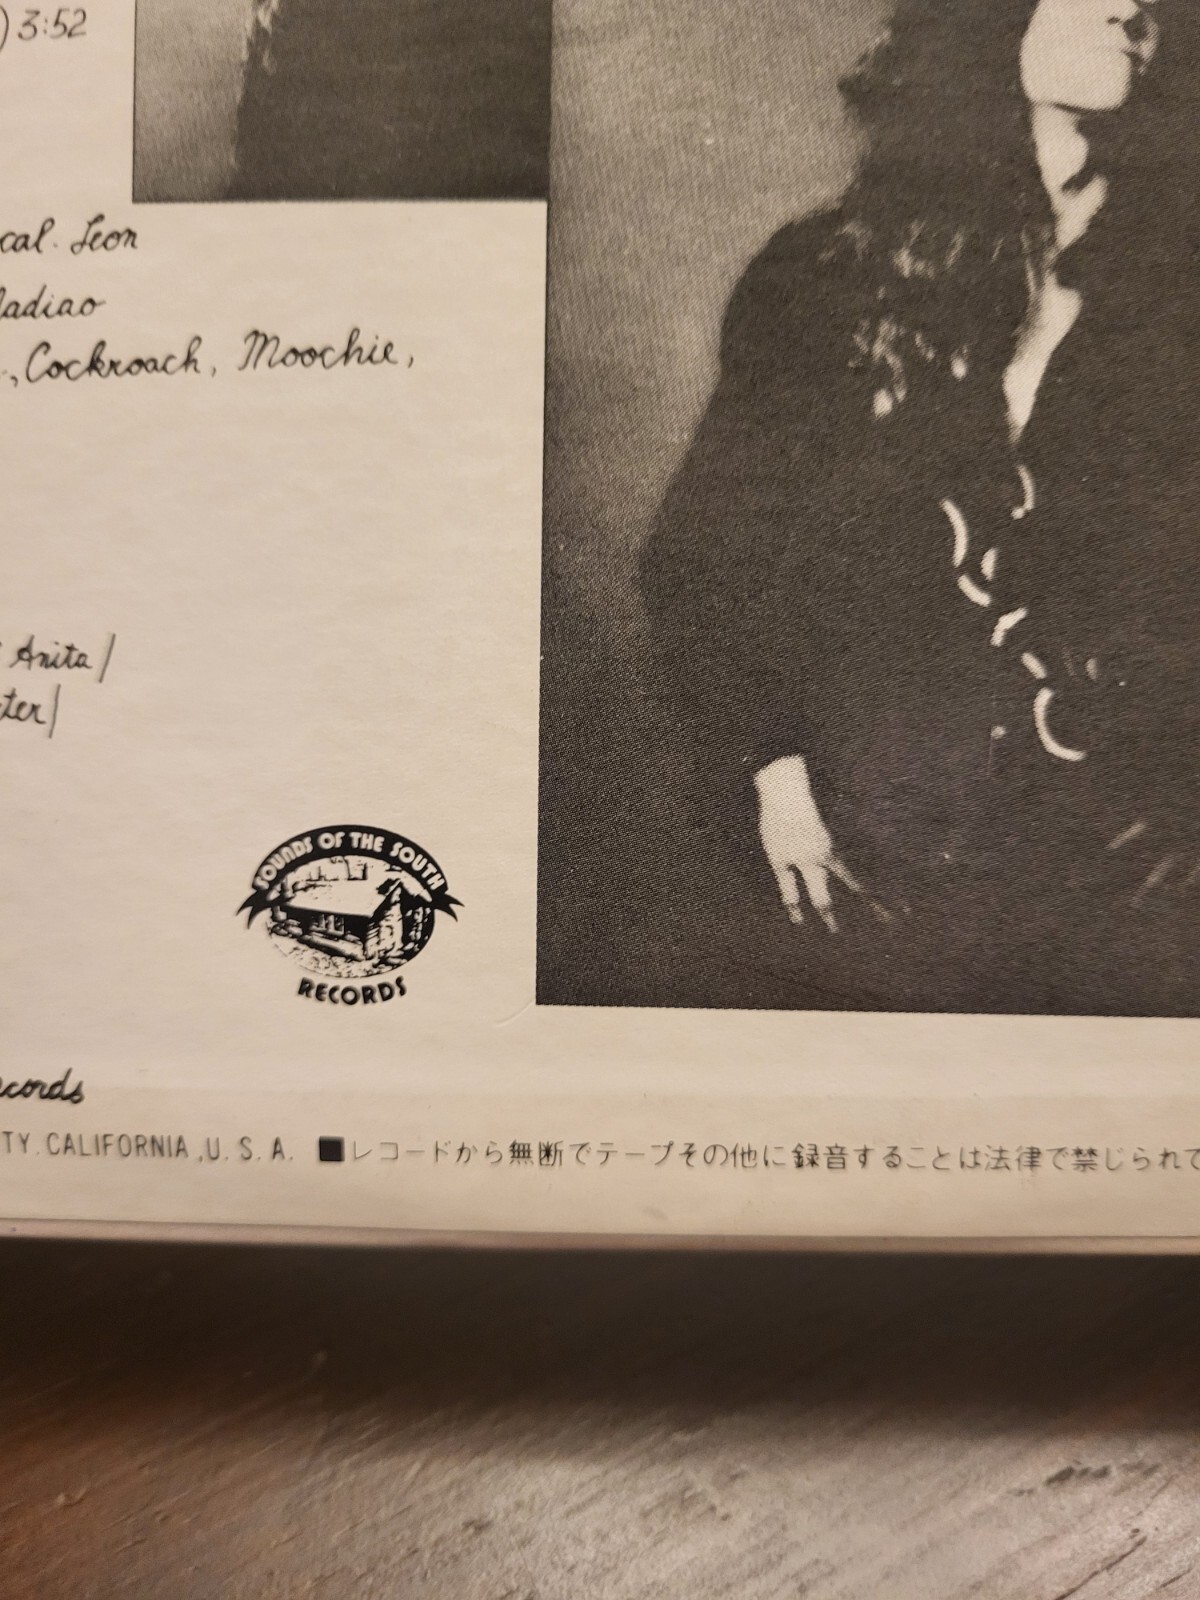 ) 3:52
cal. Leon
ladiao
., Cockroach, Moochie,
Anita/
ter/
SOUNDS OF THE SOUTH
RECORDS
cords
TY. CALIFORNIA, U. S. A. ■レコードから無断でテープその他に録音することは法律で禁じられて